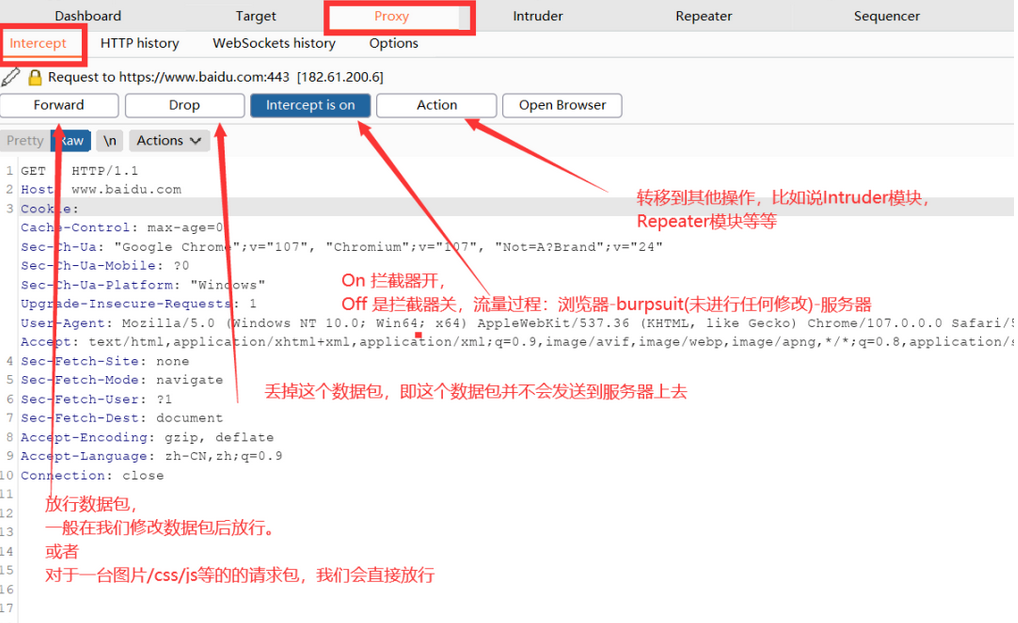 Dashboard Target Proxy Intruder Repeater Sequencer
Intercept HTTP history WebSockets history Options
Request to https://www.baidu.com:443 [182.61.200.6]
Forward Drop Intercept is on Action Open Browser
Pretty Raw \n Actions
1 GET / HTTP/1.1
2 Host: www.baidu.com
3 Cookie:
Cache-Control: max-age=0
Sec-Ch-Ua: "Google Chrome";v="107", "Chromium";v="107", "Not=A?Brand";v="24"
Sec-Ch-Ua-Mobile: ?0
Sec-Ch-Ua-Platform: "Windows"
Upgrade-Insecure-Requests: 1
User-Agent: Mozilla/5.0 (Windows NT 10.0; Win64; x64) AppleWebKit/537.36 (KHTML, like Gecko) Chrome/107.0.0.0 Safari/5
Accept: text/html,application/xhtml+xml,application/xml;q=0.9,image/avif,image/webp,image/apng,*/*;q=0.8,application/s
4 Sec-Fetch-Site: none
5 Sec-Fetch-Mode: navigate
6 Sec-Fetch-User: ?1
7 Sec-Fetch-Dest: document
8 Accept-Encoding: gzip, deflate
9 Accept-Language: zh-CN,zh;q=0.9
10 Connection: close
11
12
13
14
15
16
17
转移到其他操作，比如说Intruder模块，
Repeater模块等等
On 拦截器开，
Off 是拦截器关，流量过程：浏览器-burpsuit(未进行任何修改)-服务器
丢掉这个数据包，即这个数据包并不会发送到服务器上去
放行数据包，
一般在我们修改数据包后放行。
或者
对于一台图片/css/js等的的请求包，我们会直接放行